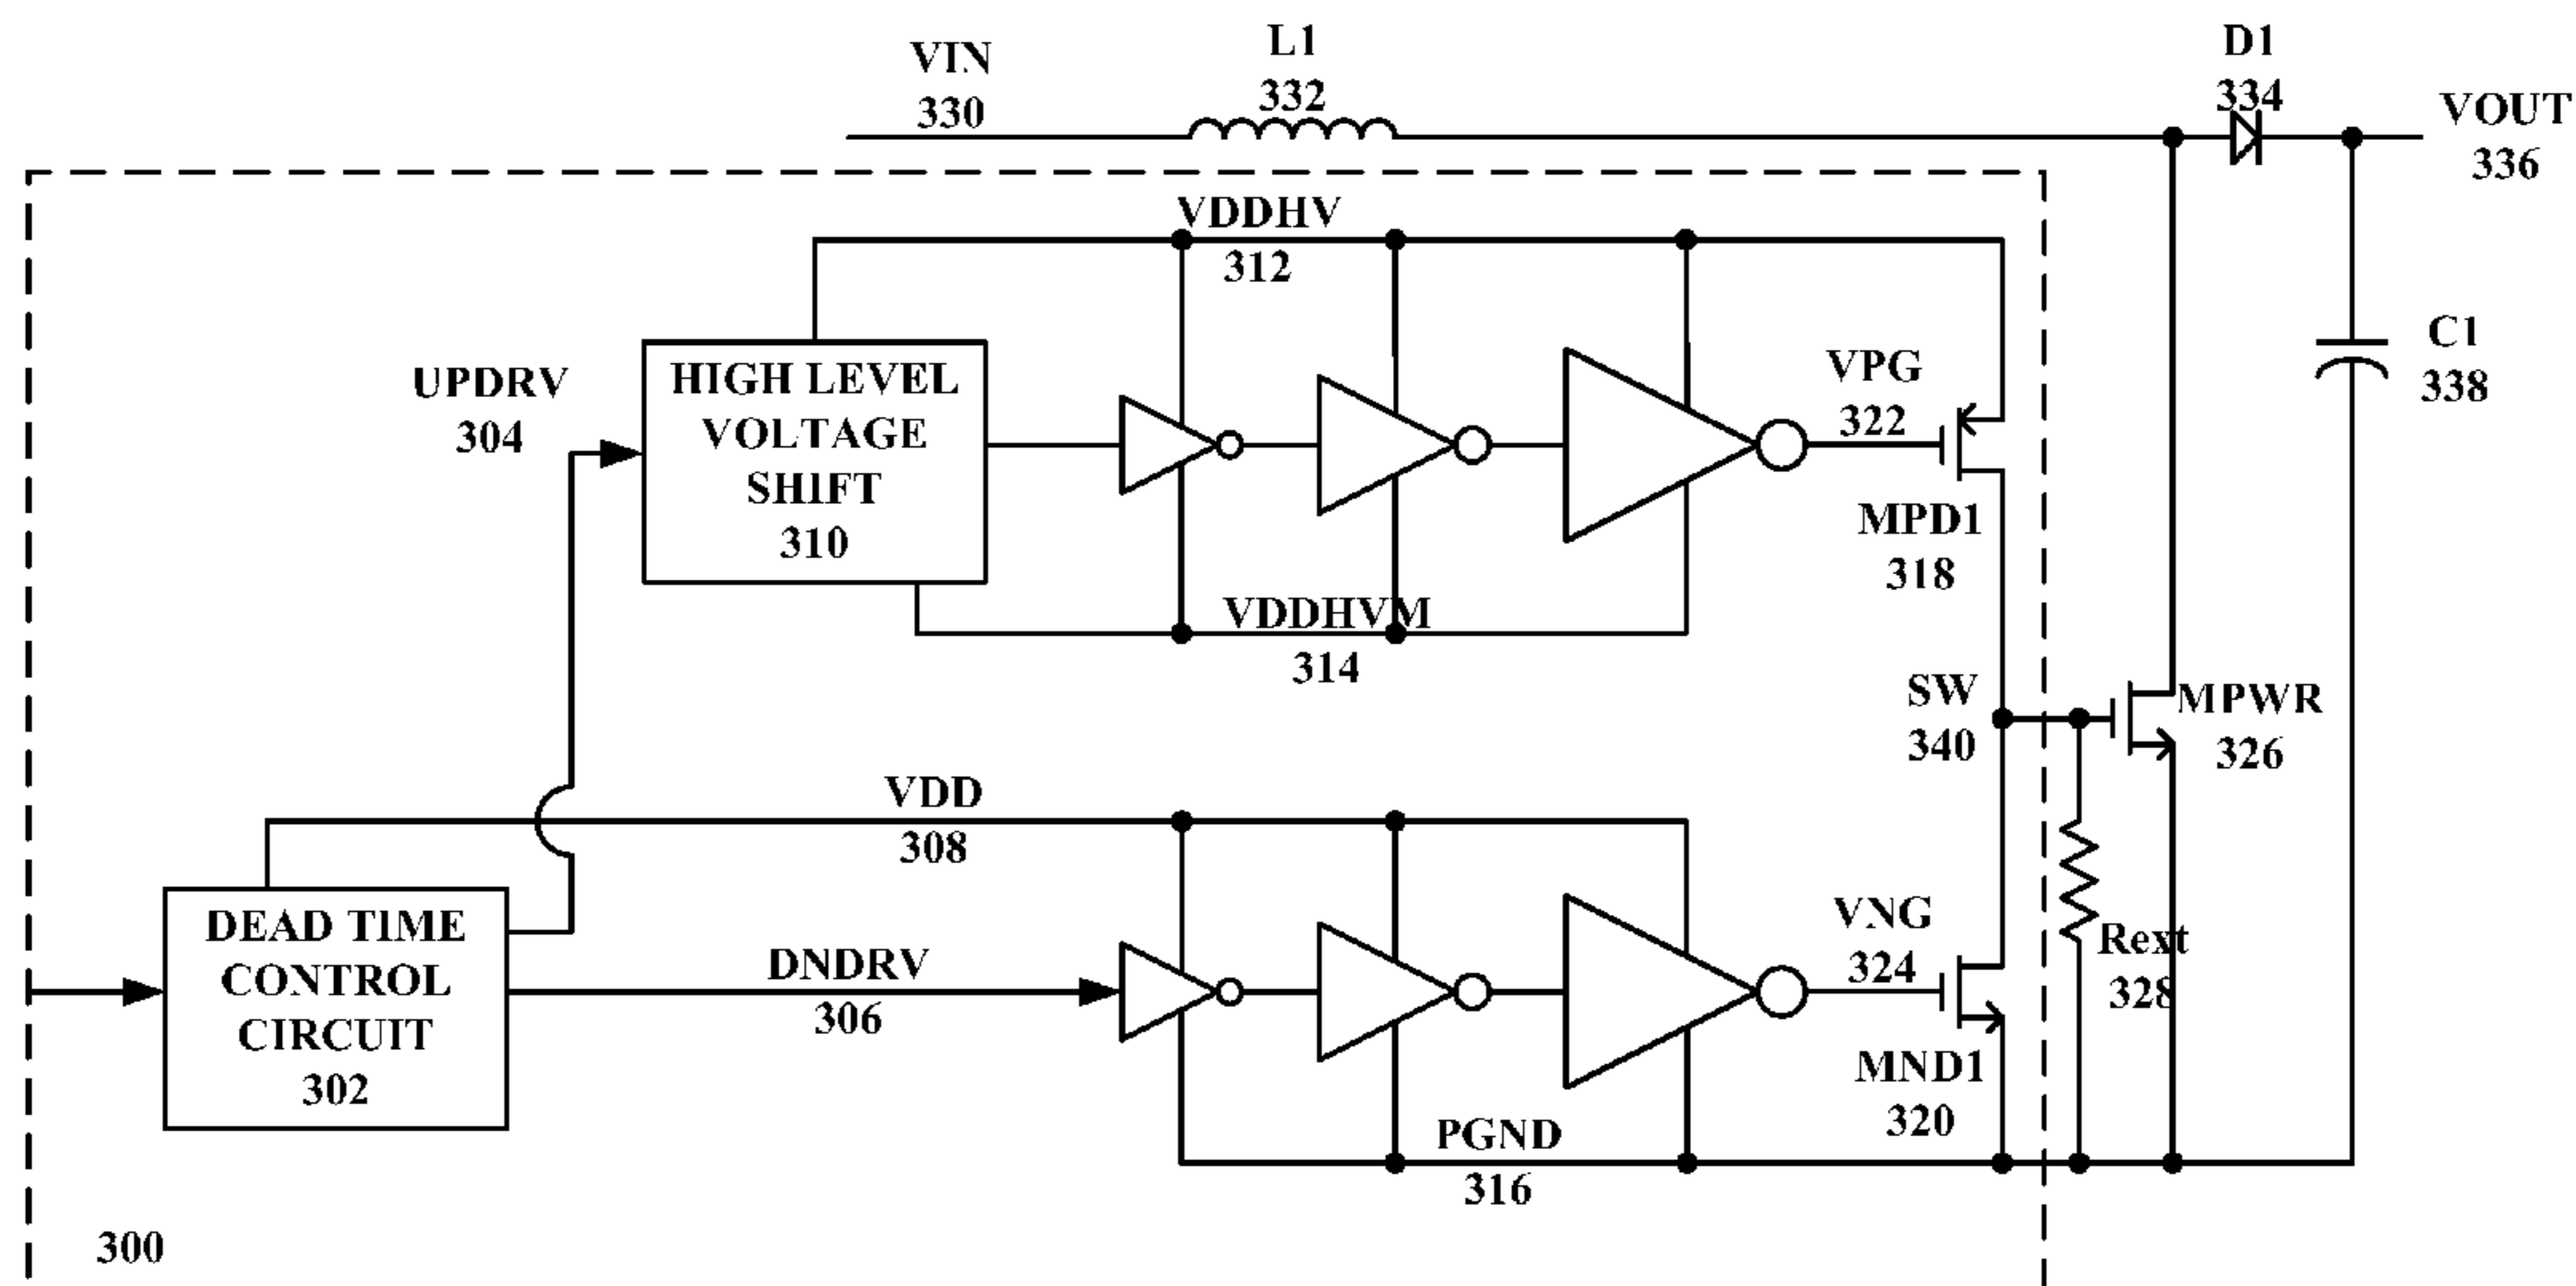 VIN
330
L1
332
D1
334
VOUT
336
VDDHV
312
UPDRV
304
HIGH LEVEL
VOLTAGE
SHIFT
310
VPG
322
C1
338
MPD1
318
VDDHVM
314
SW
340
MPWR
326
VDD
308
DEAD TIME
CONTROL
CIRCUIT
302
DNDRV
306
VNG
324
Rext
328
MND1
320
PGND
316
300